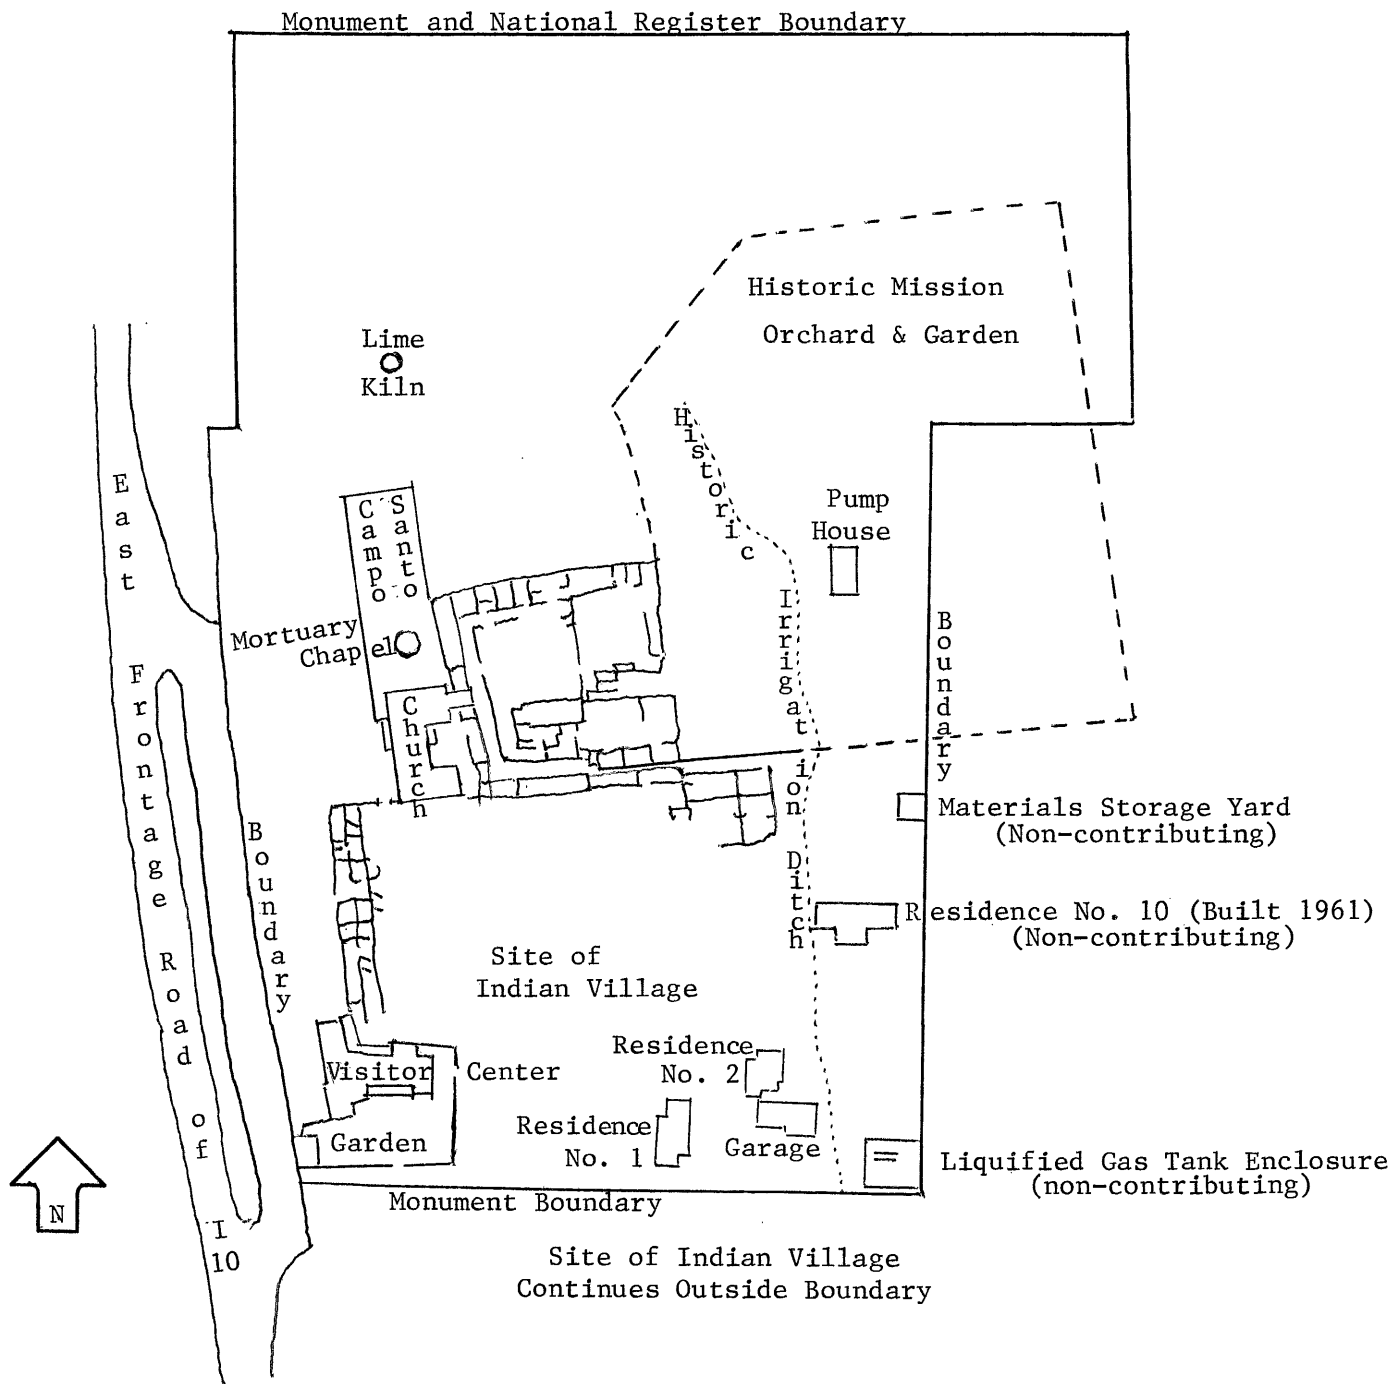 Monument and National Register Boundary
Historic Mission
Orchard & Garden
Lime
Kiln
Historic Irrigation Ditch
East Frontage Road of I 10
Campo Santo
Pump
House
Mortuary
Chapel
Church
Boundary
Boundary
Materials Storage Yard
(Non-contributing)
Residence No. 10 (Built 1961)
(Non-contributing)
Site of
Indian Village
Residence
No. 2
Visitor Center
Residence
No. 1
Garage
Garden
Liquified Gas Tank Enclosure
(non-contributing)
Monument Boundary
N
Site of Indian Village
Continues Outside Boundary